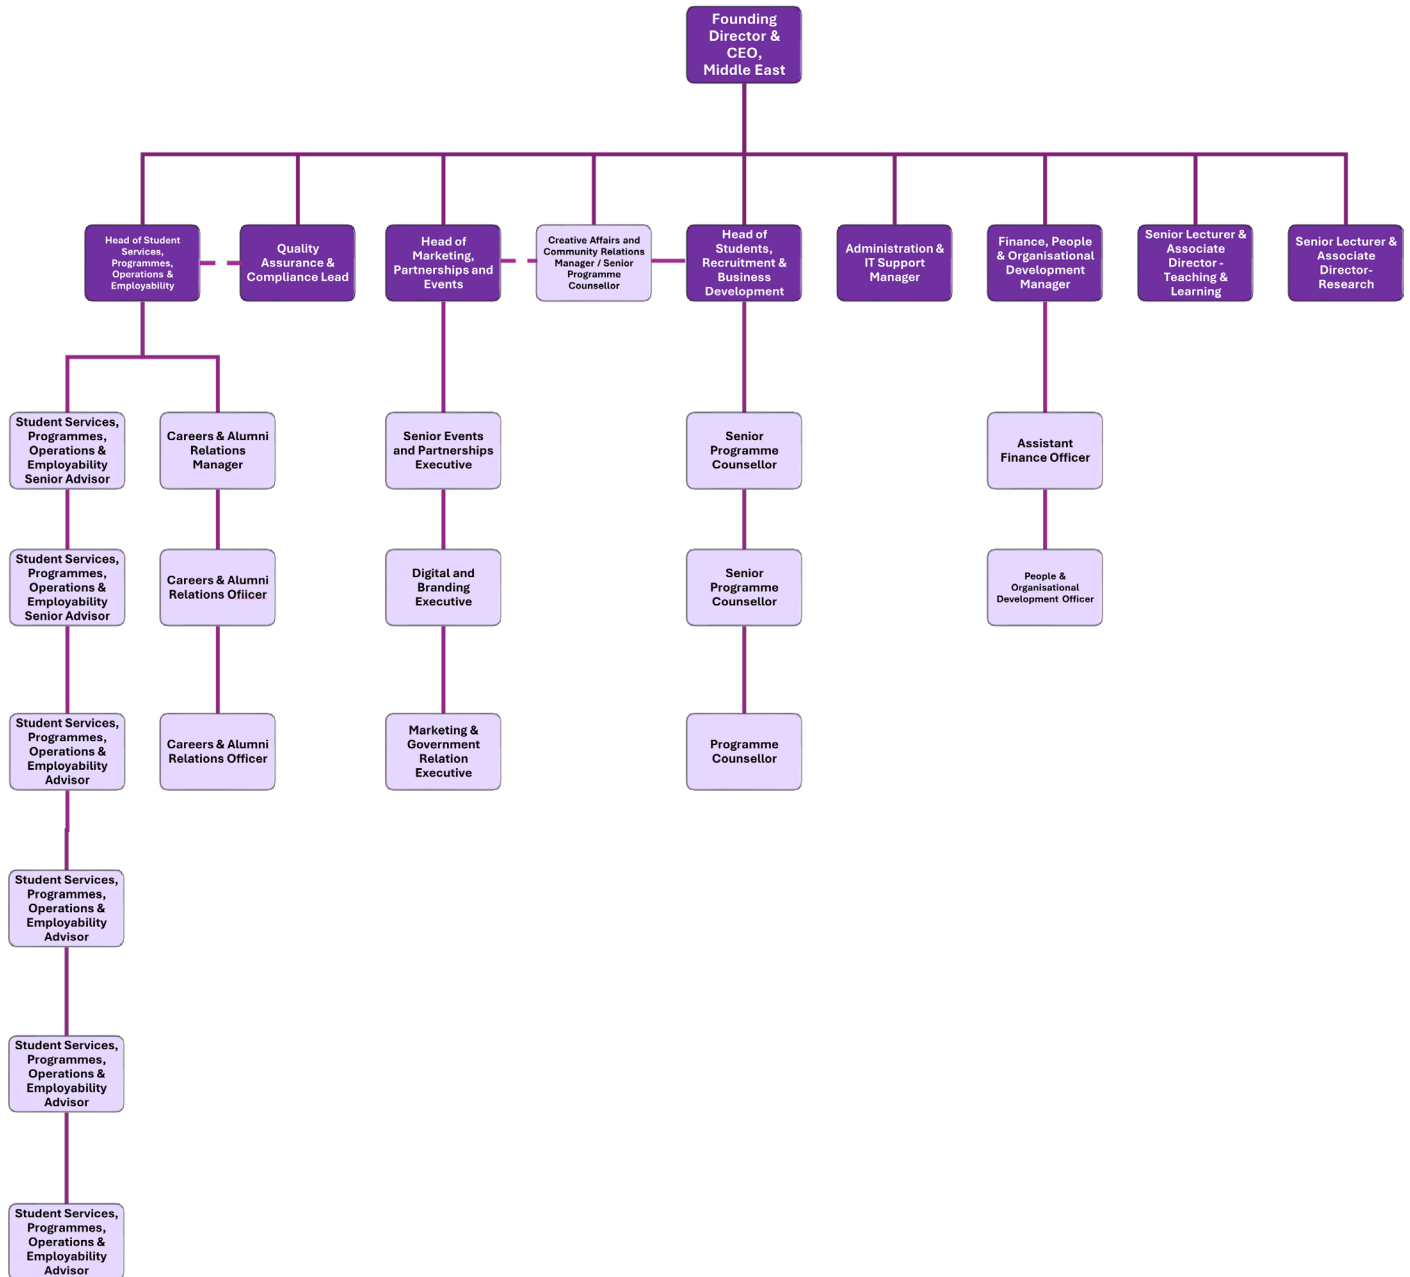 Founding
Director &
CEO,
Middle East
Head of Student
Services,
Programmes,
Operations &
Employability
Quality
Assurance &
Compliance Lead
Head of
Marketing,
Partnerships and
Events
Creative Affairs and
Community Relations
Manager / Senior
Programme
Counsellor
Head of
Students,
Recruitment &
Business
Development
Administration &
IT Support
Manager
Finance, People
& Organisational
Development
Manager
Senior Lecturer &
Associate
Director -
Teaching &
Learning
Senior Lecturer &
Associate
Director-
Research
Student Services,
Programmes,
Operations &
Employability
Senior Advisor
Careers & Alumni
Relations
Manager
Senior Events
and Partnerships
Executive
Senior
Programme
Counsellor
Assistant
Finance Officer
Student Services,
Programmes,
Operations &
Employability
Senior Advisor
Careers & Alumni
Relations Ofiicer
Digital and
Branding
Executive
Senior
Programme
Counsellor
People &
Organisational
Development Officer
Student Services,
Programmes,
Operations &
Employability
Advisor
Careers & Alumni
Relations Officer
Marketing &
Government
Relation
Executive
Programme
Counsellor
Student Services,
Programmes,
Operations &
Employability
Advisor
Student Services,
Programmes,
Operations &
Employability
Advisor
Student Services,
Programmes,
Operations &
Employability
Advisor